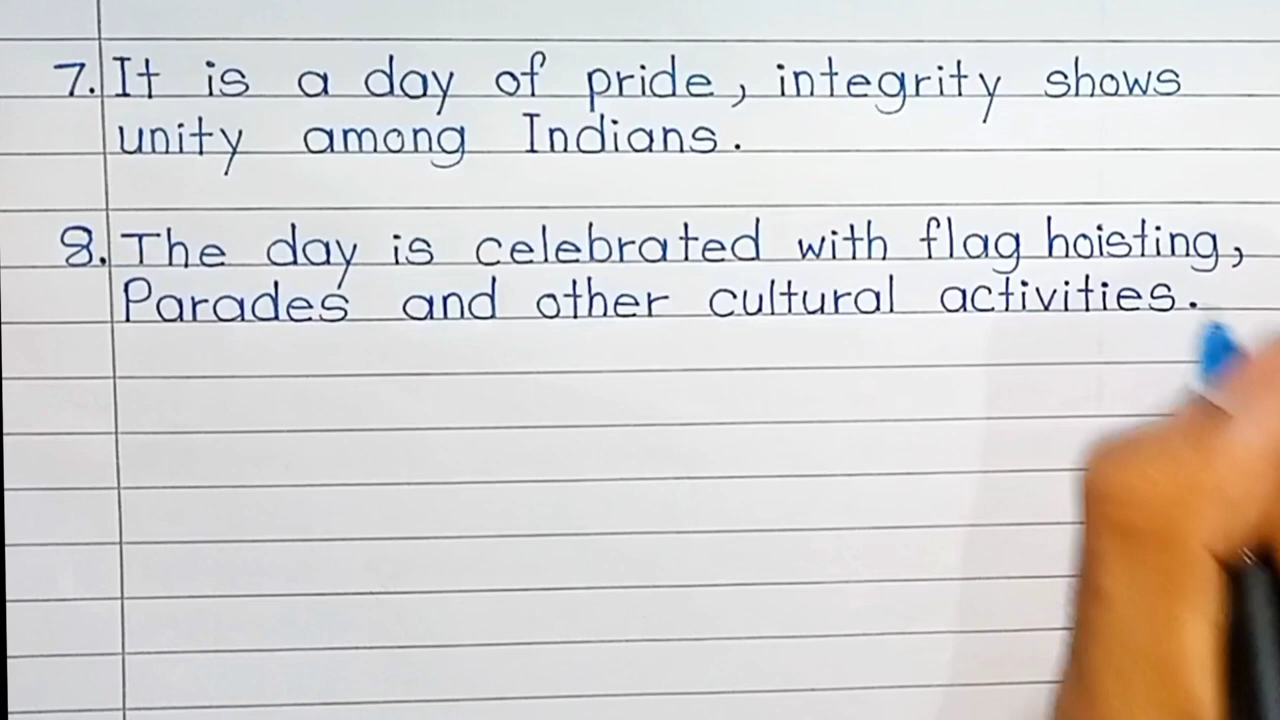 7. It is a day of pride, integrity shows
unity among Indians.
8. The day is celebrated with flag hoisting,
Parades and other cultural activities.